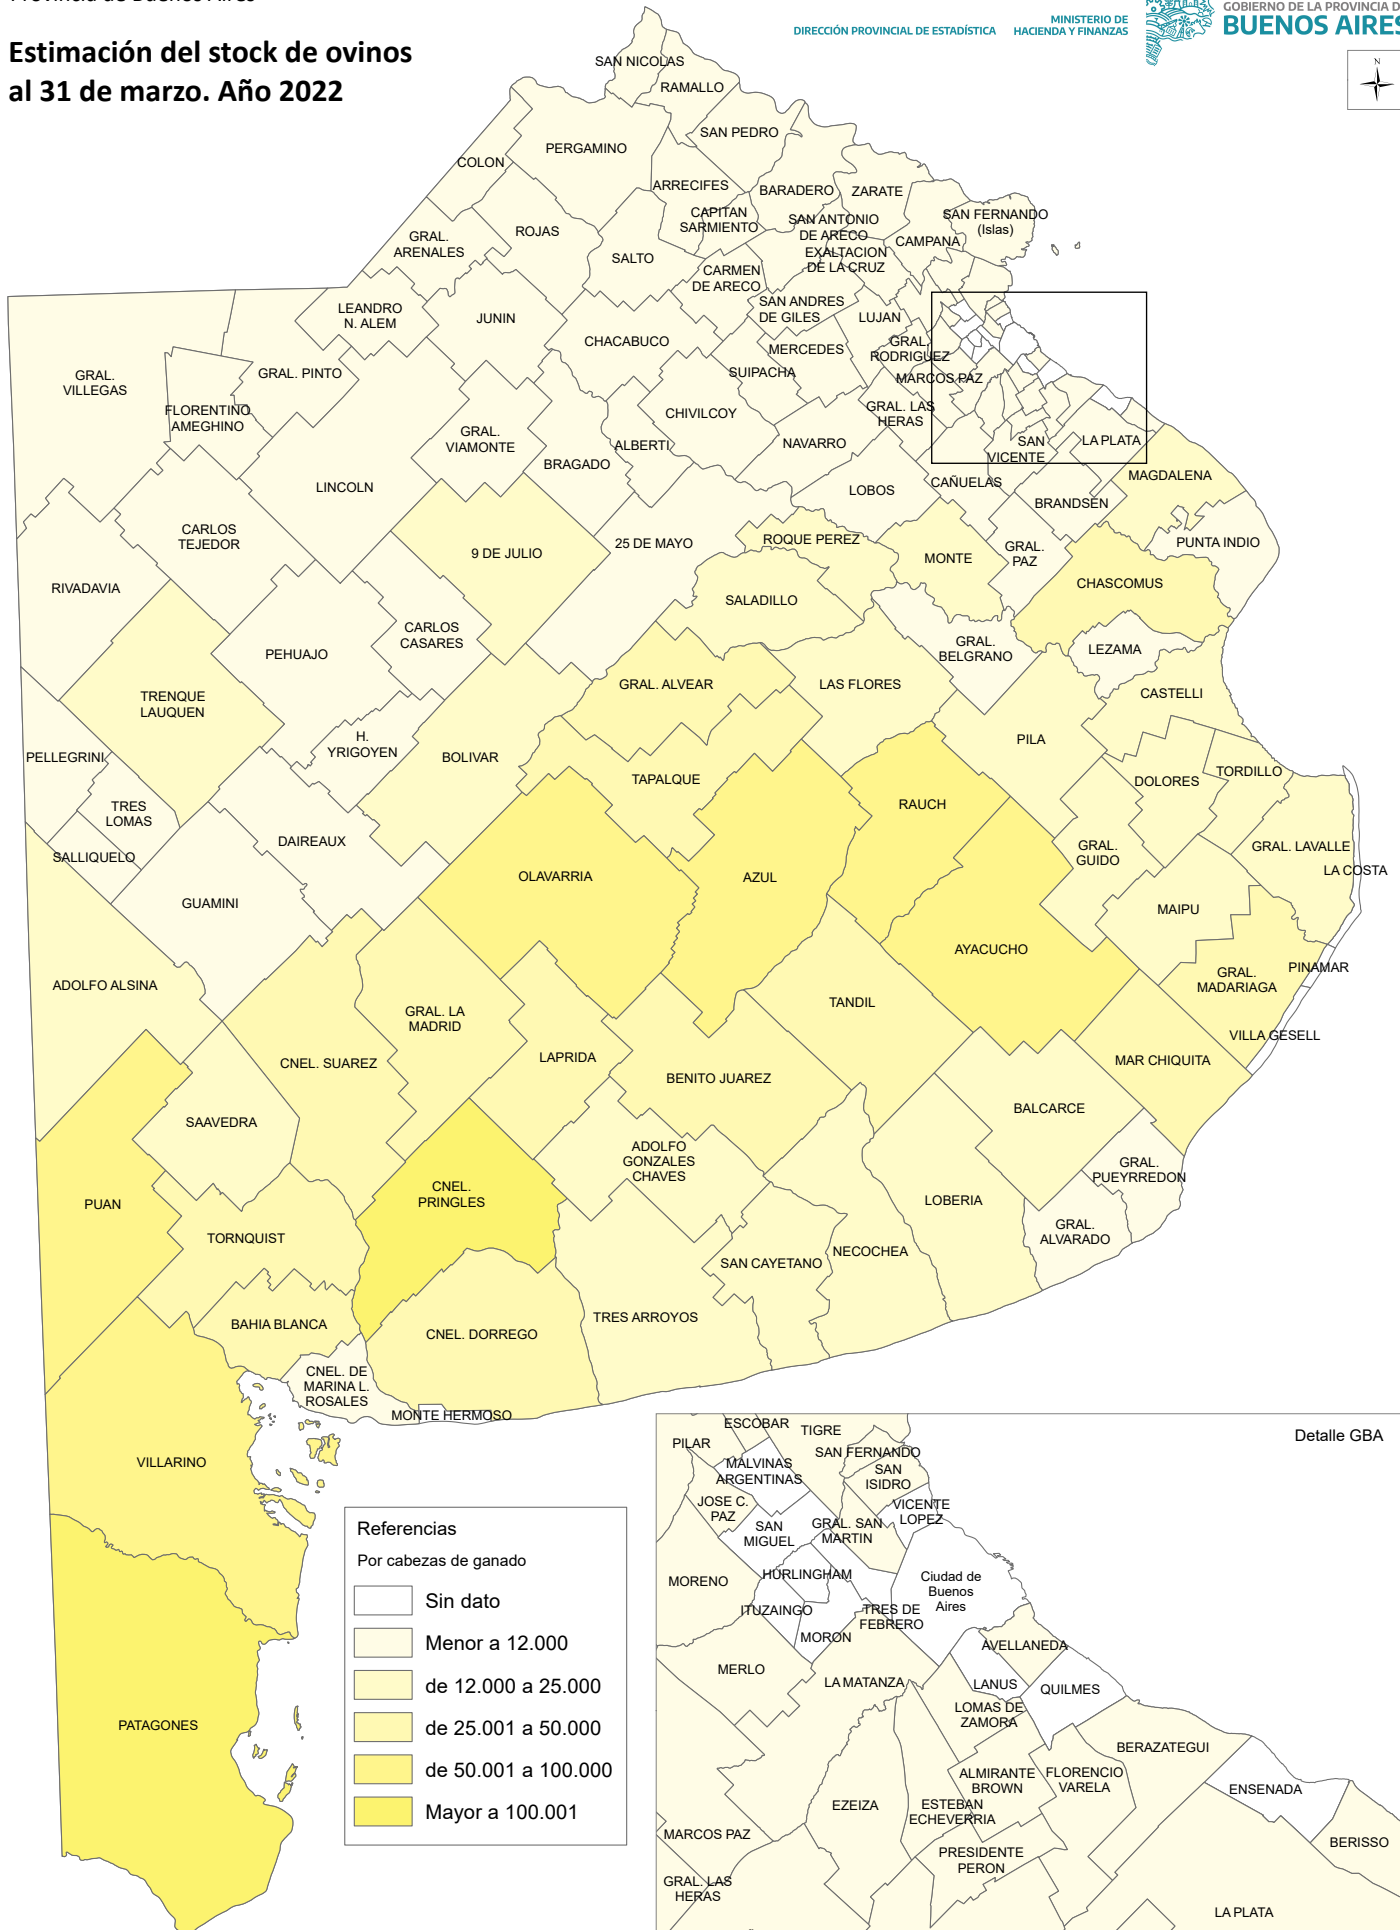 Provincia de Buenos Aires
Estimación del stock de ovinos
al 31 de marzo. Año 2022
DIRECCIÓN PROVINCIAL DE ESTADÍSTICA
MINISTERIO DE
HACIENDA Y FINANZAS
GOBIERNO DE LA PROVINCIA DE
BUENOS AIRES
N
SAN NICOLAS
RAMALLO
SAN PEDRO
PERGAMINO
COLON
ARRECIFES
BARADERO
ZARATE
CAPITAN
SARMIENTO
SAN ANTONIO
DE ARECO
SAN FERNANDO
(Islas)
CAMPANA
EXALTACION
DE LA CRUZ
ROJAS
GRAL.
ARENALES
SALTO
CARMEN
DE ARECO
SAN ANDRES
DE GILES
LUJAN
LEANDRO
N. ALEM
JUNIN
CHACABUCO
MERCEDES
GRAL.
RODRIGUEZ
SUIPACHA
MARCOS PAZ
GRAL.
VILLEGAS
GRAL. PINTO
FLORENTINO
AMEGHINO
CHIVILCOY
GRAL. LAS
HERAS
GRAL.
VIAMONTE
ALBERTI
NAVARRO
SAN
VICENTE
LA PLATA
BRAGADO
LINCOLN
LOBOS
CAÑUELAS
MAGDALENA
BRANDSEN
CARLOS
TEJEDOR
9 DE JULIO
25 DE MAYO
ROQUE PEREZ
MONTE
GRAL.
PAZ
PUNTA INDIO
RIVADAVIA
CHASCOMUS
SALADILLO
CARLOS
CASARES
PEHUAJO
GRAL.
BELGRANO
LEZAMA
TRENQUE
LAUQUEN
GRAL. ALVEAR
LAS FLORES
CASTELLI
H.
YRIGOYEN
BOLIVAR
PILA
PELLEGRINI
TAPALQUE
DOLORES
TORDILLO
TRES
LOMAS
RAUCH
DAIREAUX
SALLIQUELO
GRAL.
GUIDO
GRAL. LAVALLE
LA COSTA
OLAVARRIA
AZUL
GUAMINI
MAIPU
AYACUCHO
ADOLFO ALSINA
GRAL.
MADARIAGA
PINAMAR
TANDIL
GRAL. LA
MADRID
VILLA GESELL
CNEL. SUAREZ
LAPRIDA
BENITO JUAREZ
MAR CHIQUITA
SAAVEDRA
BALCARCE
ADOLFO
GONZALES
CHAVES
GRAL.
PUEYRREDON
PUAN
CNEL.
PRINGLES
LOBERIA
GRAL.
ALVARADO
TORNQUIST
SAN CAYETANO
NECOCHEA
BAHIA BLANCA
CNEL. DORREGO
TRES ARROYOS
CNEL. DE
MARINA L.
ROSALES
MONTE HERMOSO
VILLARINO
PATAGONES
Referencias
Por cabezas de ganado
Sin dato
Menor a 12.000
de 12.000 a 25.000
de 25.001 a 50.000
de 50.001 a 100.000
Mayor a 100.001
Detalle GBA
ESCOBAR
TIGRE
PILAR
SAN FERNANDO
MALVINAS
ARGENTINAS
SAN
ISIDRO
JOSE C.
PAZ
VICENTE
LOPEZ
SAN
MIGUEL
GRAL. SAN
MARTIN
MORENO
HURLINGHAM
Ciudad de
Buenos
Aires
ITUZAINGO
TRES DE
FEBRERO
MORON
AVELLANEDA
MERLO
LA MATANZA
LANUS
QUILMES
LOMAS DE
ZAMORA
BERAZATEGUI
ALMIRANTE
BROWN
FLORENCIO
VARELA
ENSENADA
EZEIZA
ESTEBAN
ECHEVERRIA
MARCOS PAZ
BERISSO
PRESIDENTE
PERON
GRAL. LAS
HERAS
LA PLATA